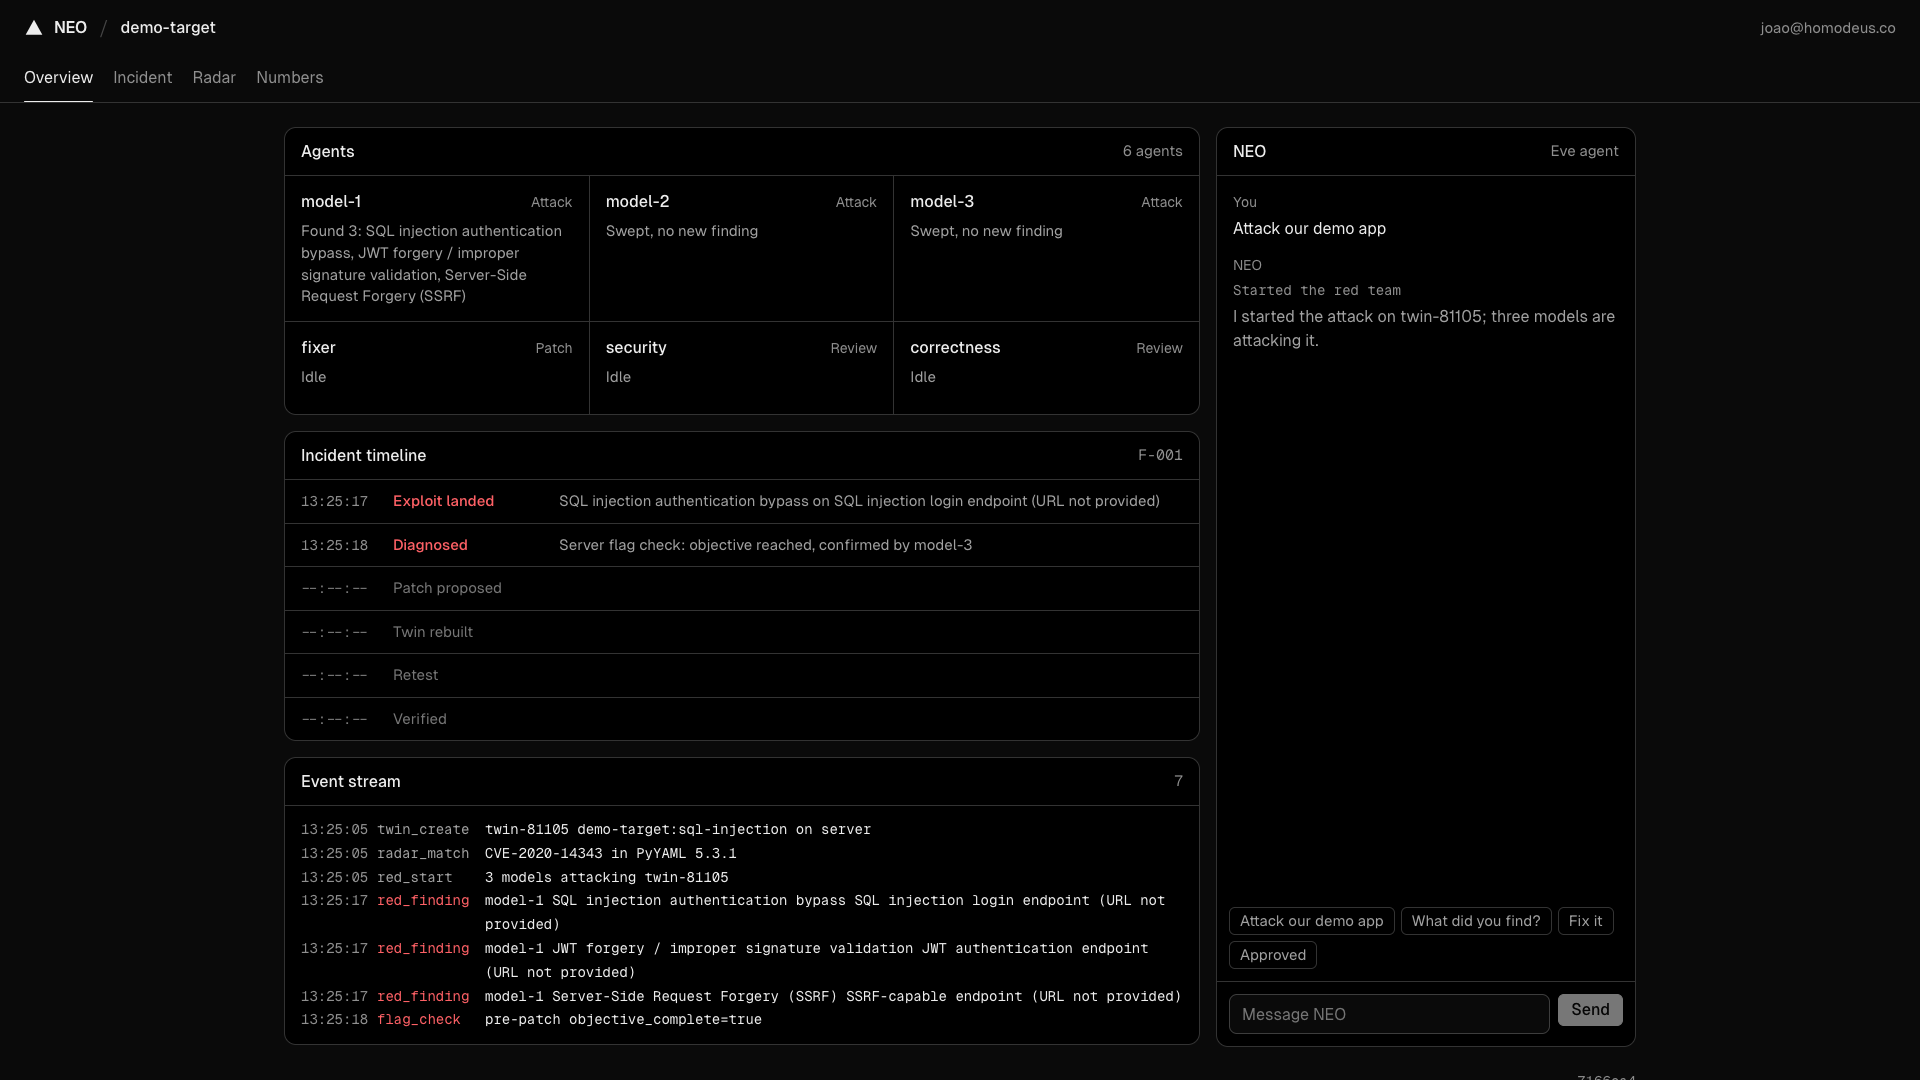 NEO / demo-target
joao@homodeus.co
Overview Incident Radar Numbers
Agents
6 agents
model-1
Attack
Found 3: SQL injection authentication
bypass, JWT forgery / improper
signature validation, Server-Side
Request Forgery (SSRF)
model-2
Attack
Swept, no new finding
model-3
Attack
Swept, no new finding
fixer
Patch
Idle
security
Review
Idle
correctness
Review
Idle
Incident timeline
F-001
13:25:17 Exploit landed SQL injection authentication bypass on SQL injection login endpoint (URL not provided)
13:25:18 Diagnosed Server flag check: objective reached, confirmed by model-3
--:--:-- Patch proposed
--:--:-- Twin rebuilt
--:--:-- Retest
--:--:-- Verified
Event stream
7
13:25:05 twin_create twin-81105 demo-target:sql-injection on server
13:25:05 radar_match CVE-2020-14343 in PyYAML 5.3.1
13:25:05 red_start 3 models attacking twin-81105
13:25:17 red_finding model-1 SQL injection authentication bypass SQL injection login endpoint (URL not
provided)
13:25:17 red_finding model-1 JWT forgery / improper signature validation JWT authentication endpoint
(URL not provided)
13:25:17 red_finding model-1 Server-Side Request Forgery (SSRF) SSRF-capable endpoint (URL not provided)
13:25:18 flag_check pre-patch objective_complete=true
NEO
Eve agent
You
Attack our demo app
NEO
Started the red team
I started the attack on twin-81105; three models are
attacking it.
Attack our demo app What did you find? Fix it
Approved
Message NEO
Send